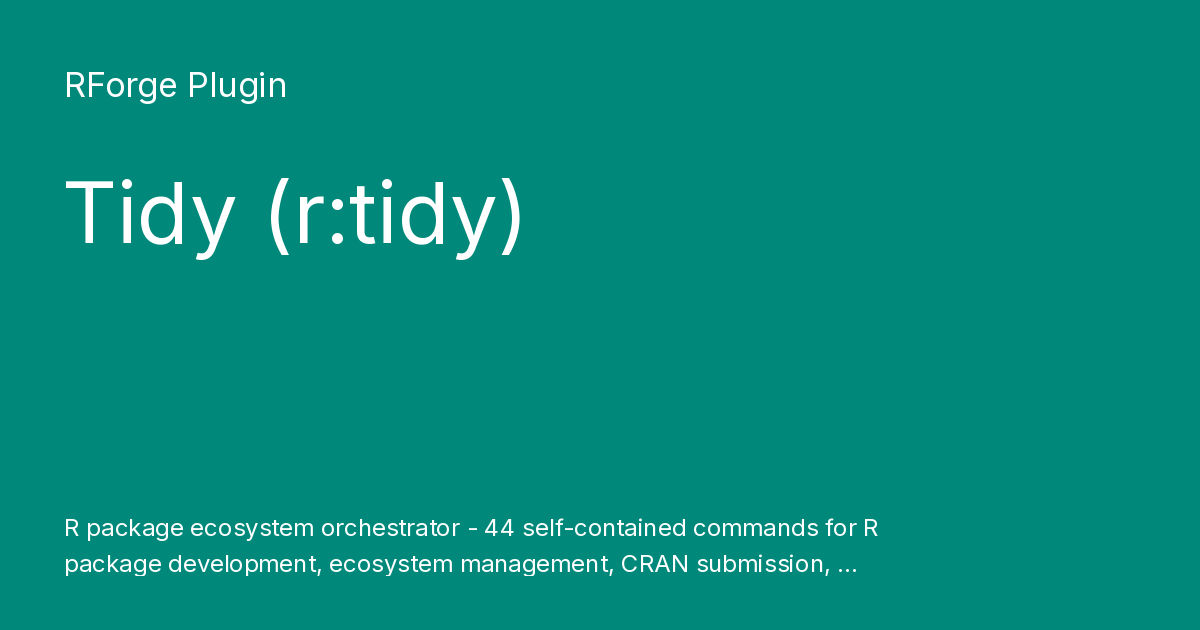 RForge Plugin
Tidy (r:tidy)
R package ecosystem orchestrator - 44 self-contained commands for R
package development, ecosystem management, CRAN submission, ...